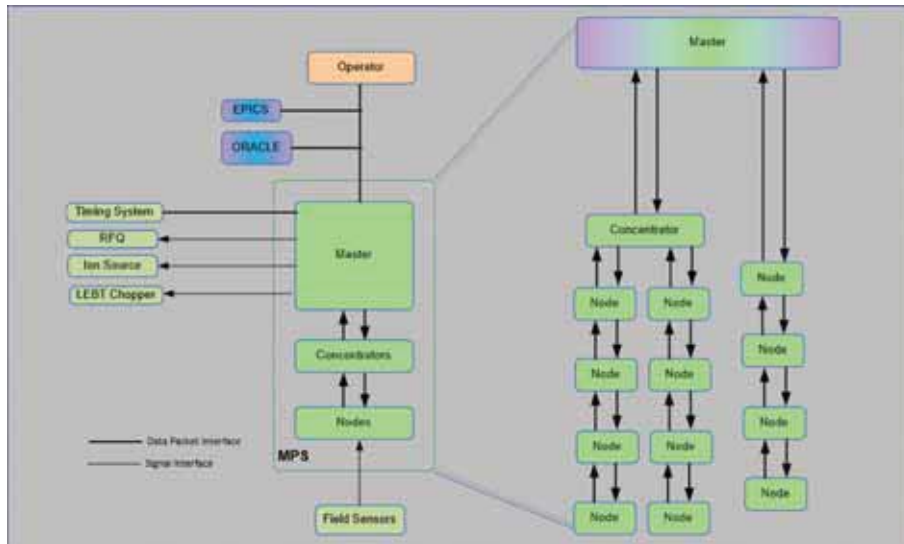 Master
Operator
EPICS
ORACLE
Timing System
RFQ
Ion Source
LEBT Chopper
Master
Concentrators
Nodes
MPS
Data Packet Interface
Signal Interface
Field Sensors
Concentrator
Node
Node
Node
Node
Node
Node
Node
Node
Node
Node
Node
Node